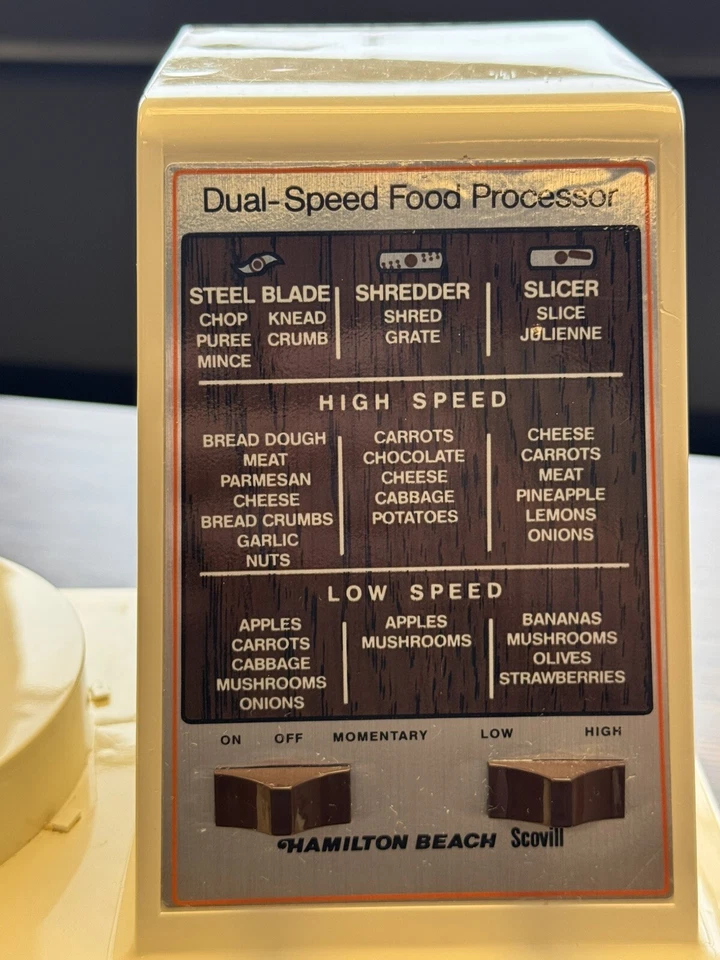 Dual-Speed Food Processor
STEEL BLADE
CHOP KNEAD
PUREE CRUMB
MINCE
SHREDDER
SHRED
GRATE
SLICER
SLICE
JULIENNE
HIGH SPEED
BREAD DOUGH
MEAT
PARMESAN
CHEESE
BREAD CRUMBS
GARLIC
NUTS
CARROTS
CHOCOLATE
CHEESE
CABBAGE
POTATOES
CHEESE
CARROTS
MEAT
PINEAPPLE
LEMONS
ONIONS
LOW SPEED
APPLES
CARROTS
CABBAGE
MUSHROOMS
ONIONS
APPLES
MUSHROOMS
BANANAS
MUSHROOMS
OLIVES
STRAWBERRIES
ON OFF MOMENTARY LOW HIGH
HAMILTON BEACH Scovill